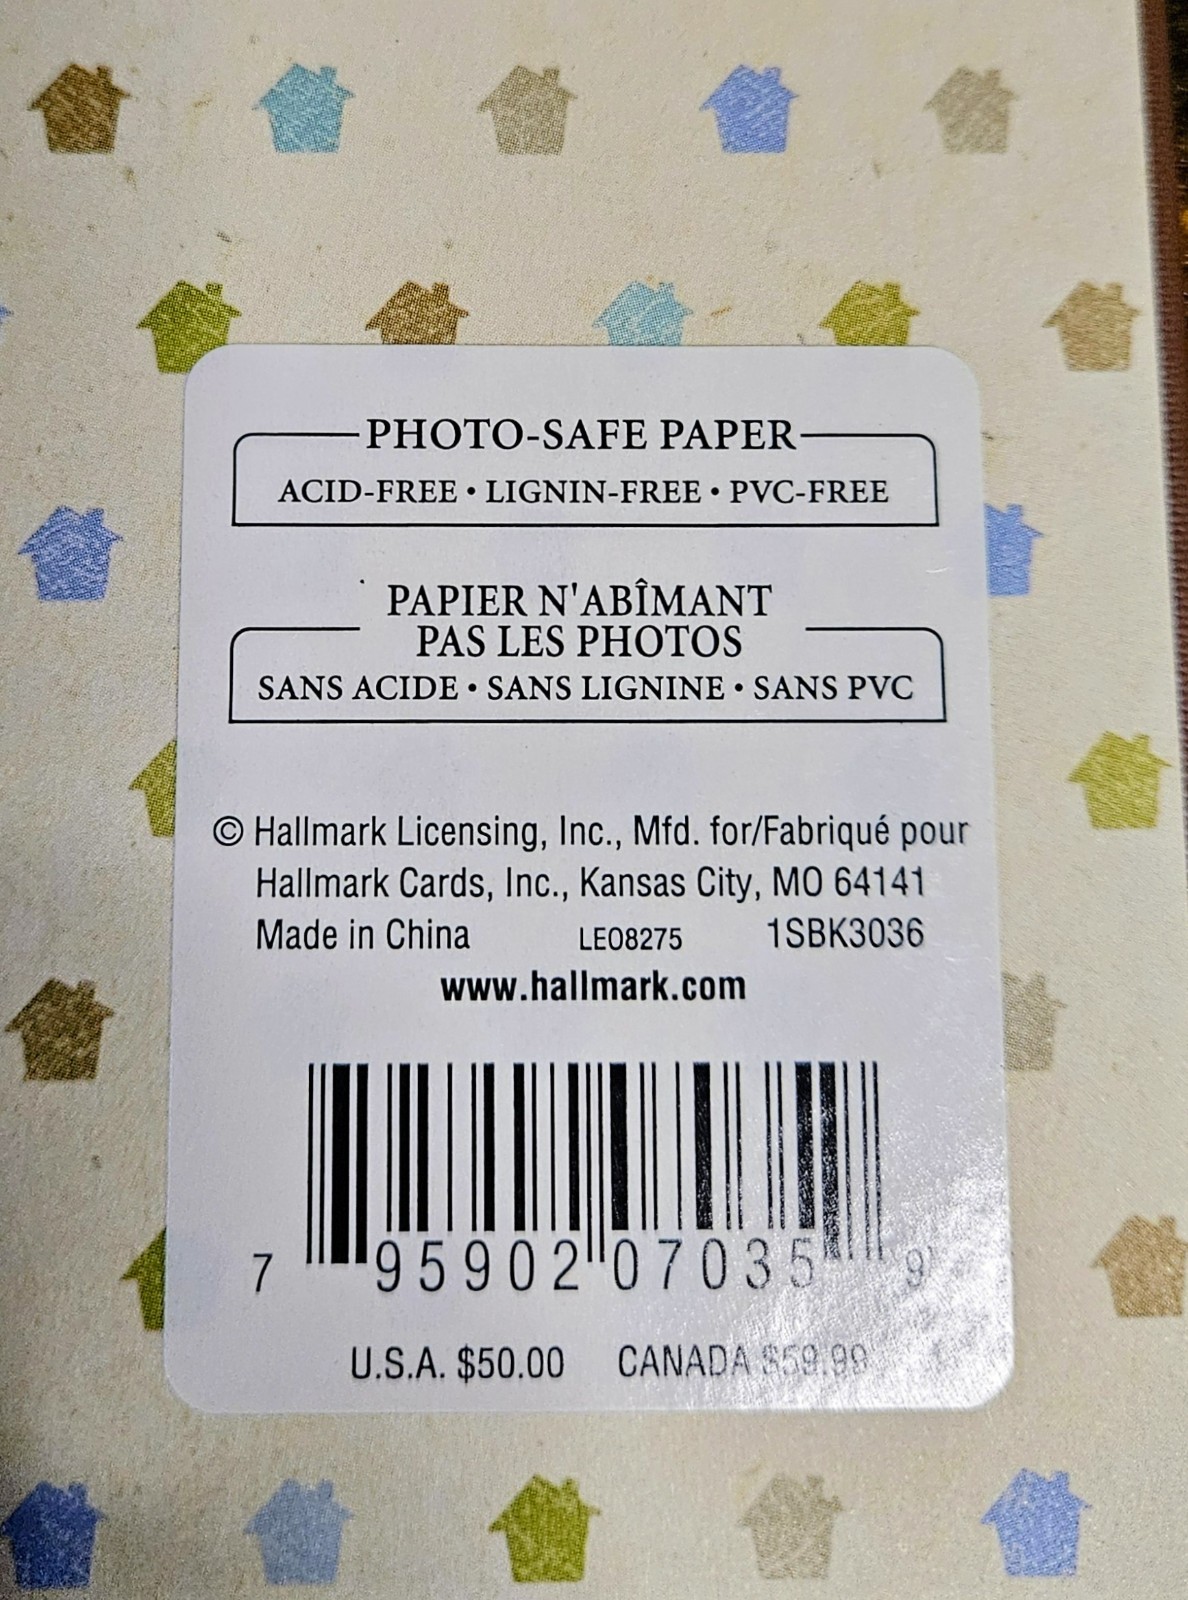 PHOTO-SAFE PAPER
ACID-FREE • LIGNIN-FREE • PVC-FREE
PAPIER N'ABÎMANT
PAS LES PHOTOS
SANS ACIDE • SANS LIGNINE • SANS PVC
© Hallmark Licensing, Inc., Mfd. for/Fabriqué pour
Hallmark Cards, Inc., Kansas City, MO 64141
Made in China LEO8275 1SBK3036
www.hallmark.com
7 95902 07035 9
U.S.A. $50.00 CANADA $59.99